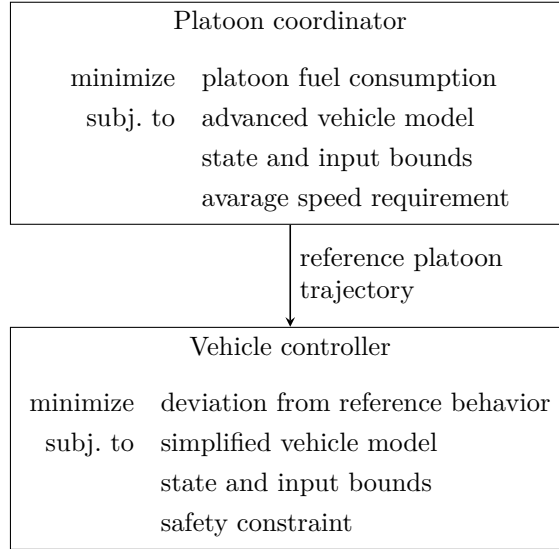 Platoon coordinator
minimize platoon fuel consumption
subj. to advanced vehicle model
state and input bounds
avarage speed requirement
reference platoon
trajectory
Vehicle controller
minimize deviation from reference behavior
subj. to simplified vehicle model
state and input bounds
safety constraint